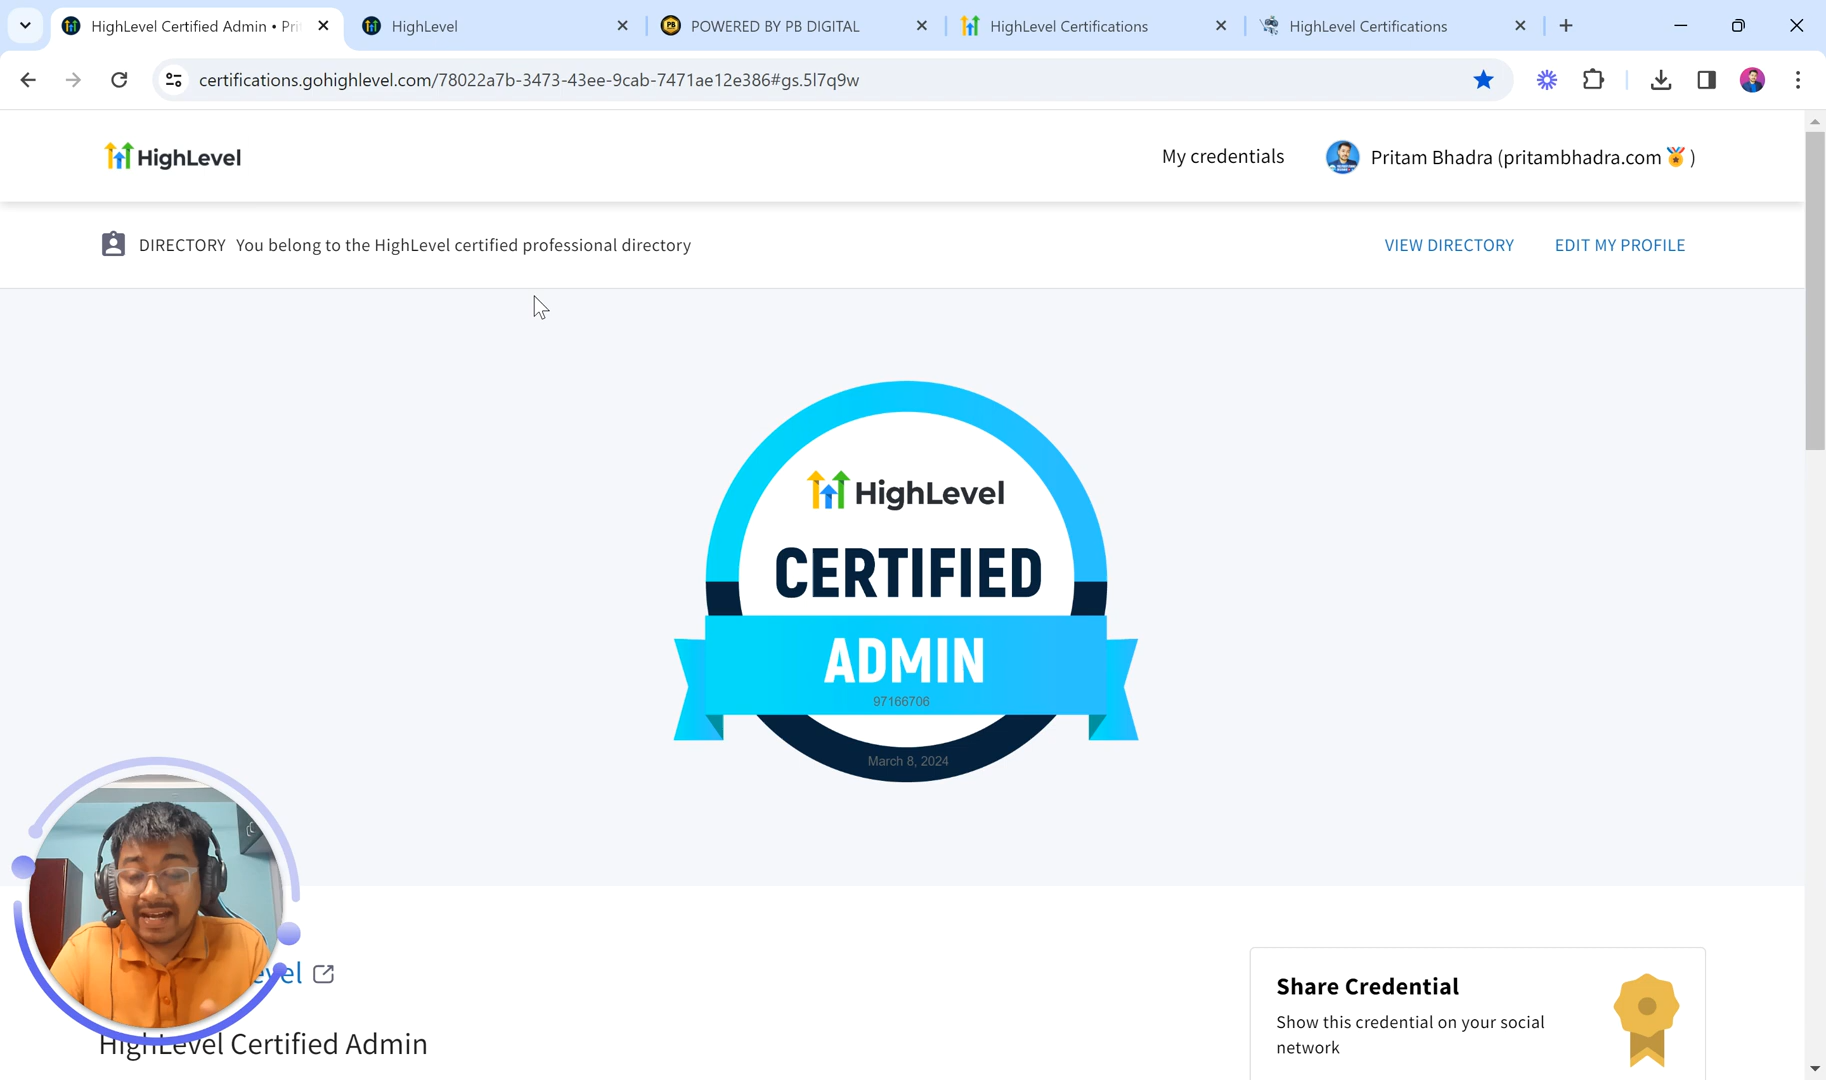 HighLevel Certified Admin • Pri
HighLevel
POWERED BY PB DIGITAL
HighLevel Certifications
HighLevel Certifications
certifications.gohighlevel.com/78022a7b-3473-43ee-9cab-7471ae12e386#gs.5l7q9w
HighLevel
My credentials
Pritam Bhadra (pritambhadra.com🏅)
DIRECTORY You belong to the HighLevel certified professional directory
VIEW DIRECTORY
EDIT MY PROFILE
HighLevel
CERTIFIED
ADMIN
97166706
March 8, 2024
evel
HighLevel Certified Admin
Share Credential
Show this credential on your social
network